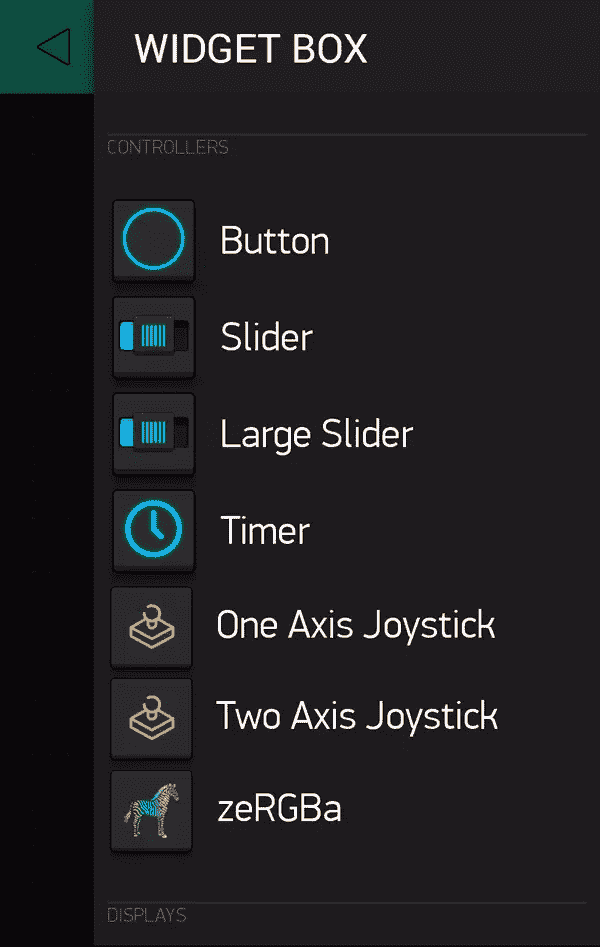 WIDGET BOX
CONTROLLERS
Button
Slider
Large Slider
Timer
One Axis Joystick
Two Axis Joystick
zeRGBa
DISPLAYS